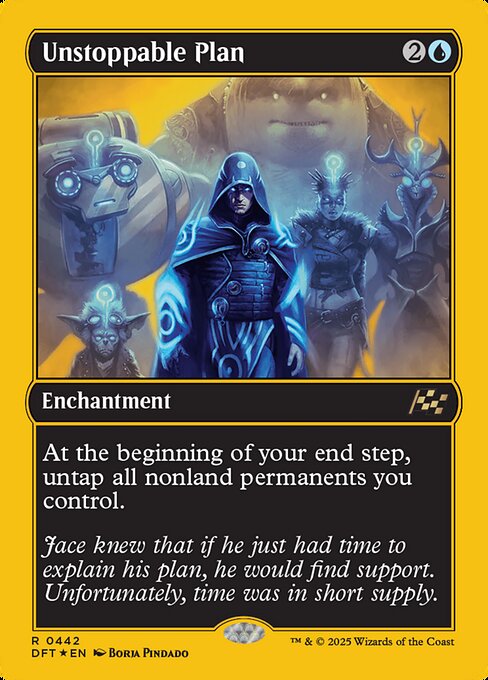 Unstoppable Plan 2
Enchantment
At the beginning of your end step,
untap all nonland permanents you
control.
Jace knew that if he just had time to
explain his plan, he would find support.
Unfortunately, time was in short supply.
R 0442
DFT★EN Borja Pindado
™ & © 2025 Wizards of the Coast